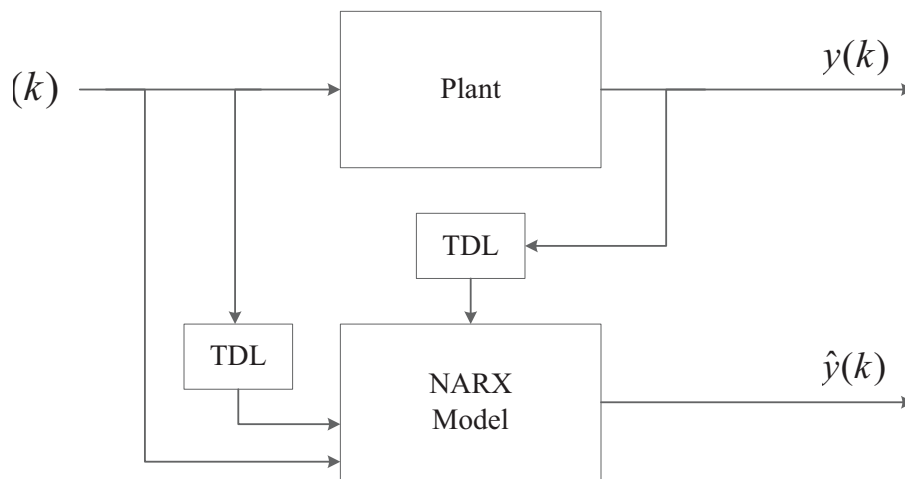 (k)
Plant
y(k)
TDL
TDL
NARX
Model
ŷ(k)